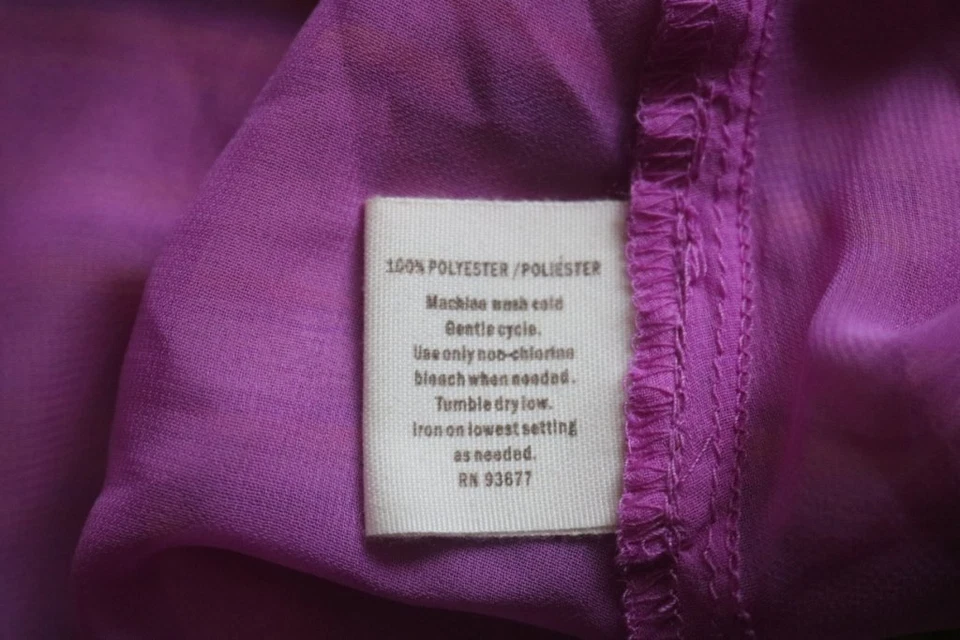 100% POLYESTER / POLIÉSTER
Machine wash cold
Gentle cycle.
Use only non-chlorine
bleach when needed.
Tumble dry low.
Iron on lowest setting
as needed.
RN 93677